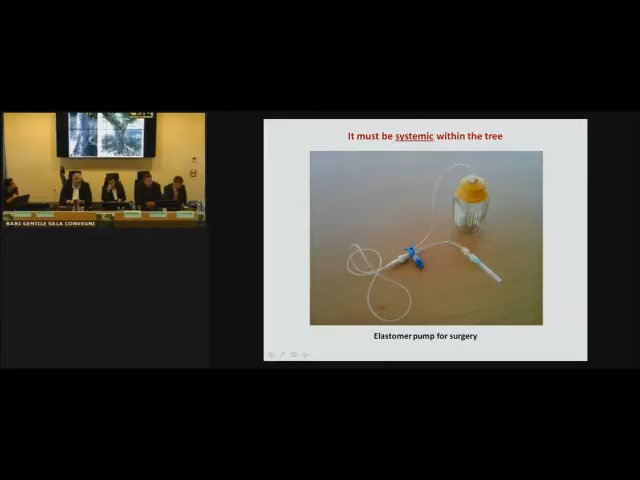 It must be systemic within the tree
BARI GENTILE SALA CONVEGNI
Elastomer pump for surgery